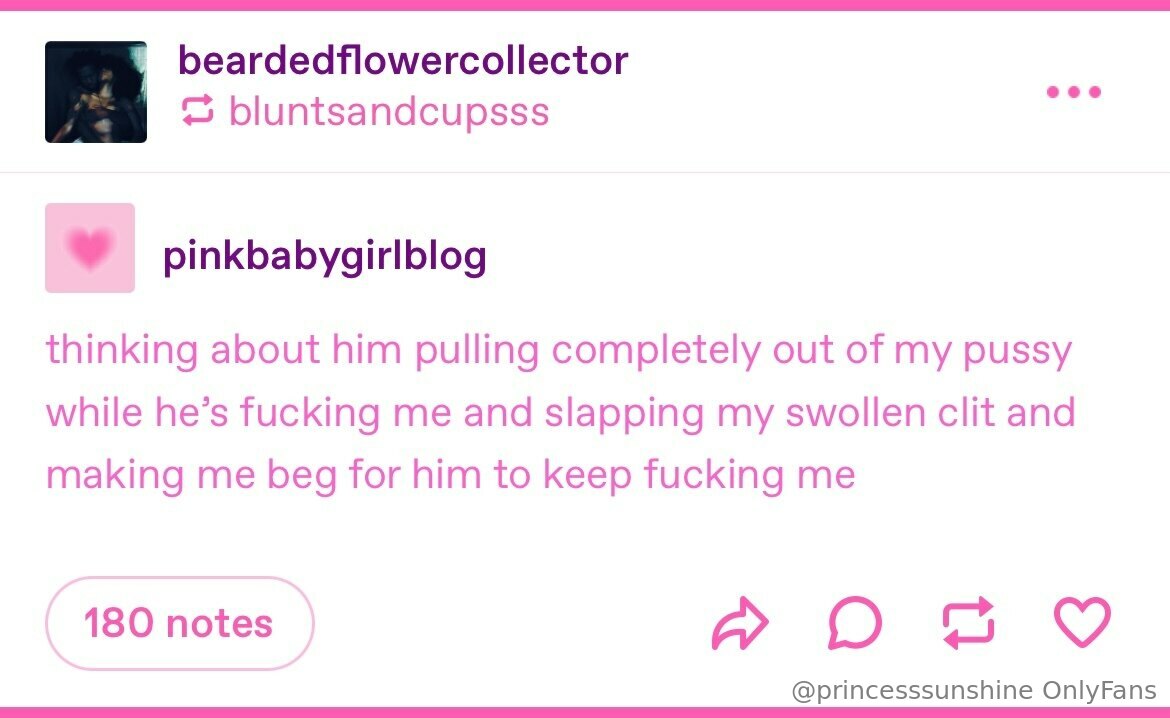 beardedflowercollector
bluntsandcupsss
pinkbabygirlblog
thinking about him pulling completely out of my pussy
while he’s fucking me and slapping my swollen clit and
making me beg for him to keep fucking me
180 notes
@princesssunshine OnlyFans